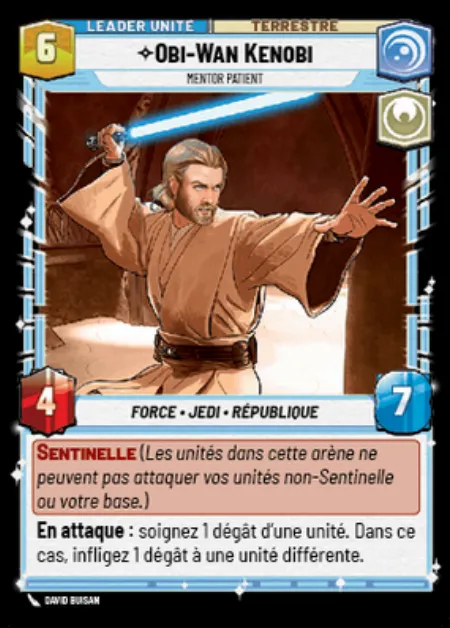 LEADER UNITÉ
TERRESTRE
6
OBI-WAN KENOBI
MENTOR PATIENT
4
7
FORCE • JEDI • RÉPUBLIQUE
SENTINELLE (Les unités dans cette arène ne
peuvent pas attaquer vos unités non-Sentinelle
ou votre base.)
En attaque : soignez 1 dégât d'une unité. Dans ce
cas, infligez 1 dégât à une unité différente.
DAVID BUISAN